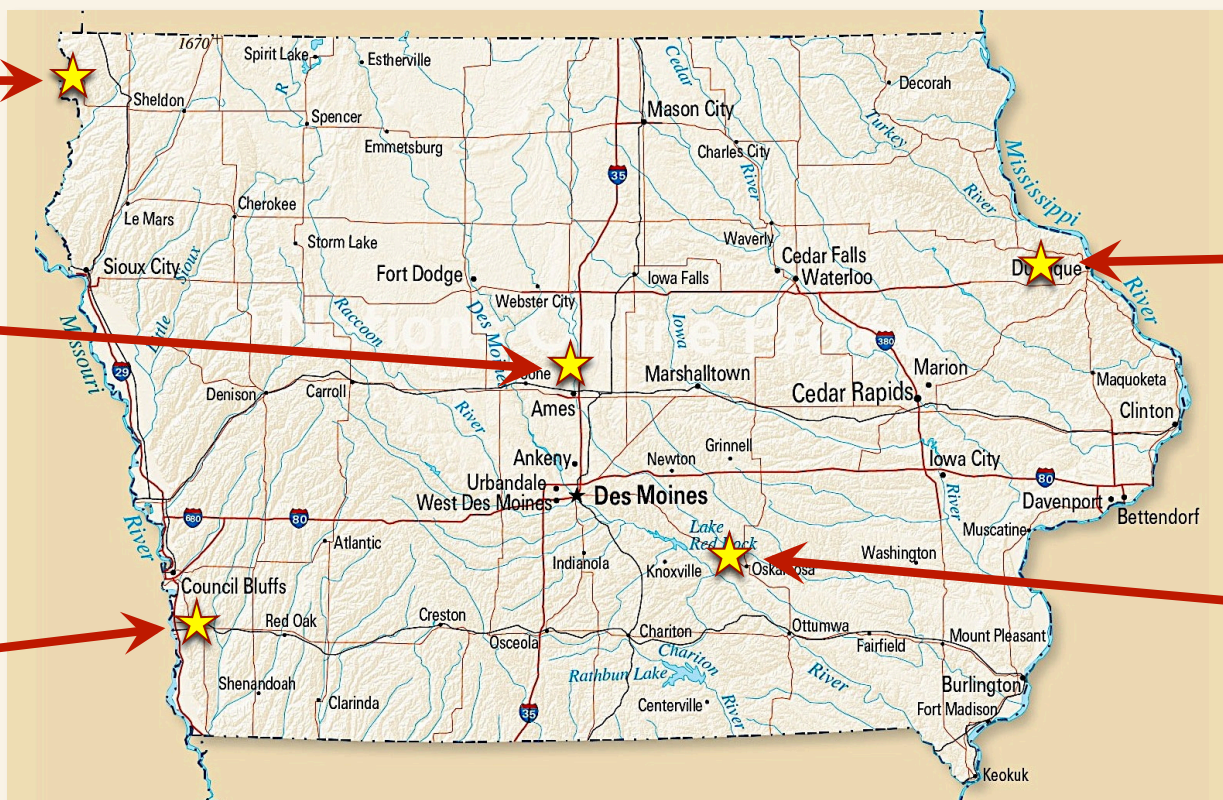 1670
Spirit Lake
Estherville
R
Cedar
Decorah
Sheldon
Spencer
Mason City
Emmetsburg
Charles City
Turkey
Mississippi
35
River
River
Le Mars
Cherokee
Storm Lake
Waverly
Cedar Falls
Waterloo
Sioux City
Sioux
Fort Dodge
Iowa Falls
Webster City
River
Missouri
Raccoon
Des Moines
Iowa
380
29
Denison
Carroll
Marshalltown
Marion
Maquoketa
Ames
Cedar Rapids
Clinton
River
Ankeny
Grinnell
Newton
Iowa City
Urbandale
West Des Moines
Des Moines
80
Davenport
Bettendorf
River
680
80
River
Atlantic
Lake
Muscatine
Indianola
Knoxville
Washington
Council Bluffs
Red Oak
Creston
Osceola
Chariton
Ottumwa
Fairfield
Mount Pleasant
Chariton
Rathbun Lake
River
Shenandoah
Clarinda
35
Centerville
River
Burlington
Fort Madison
Keokuk